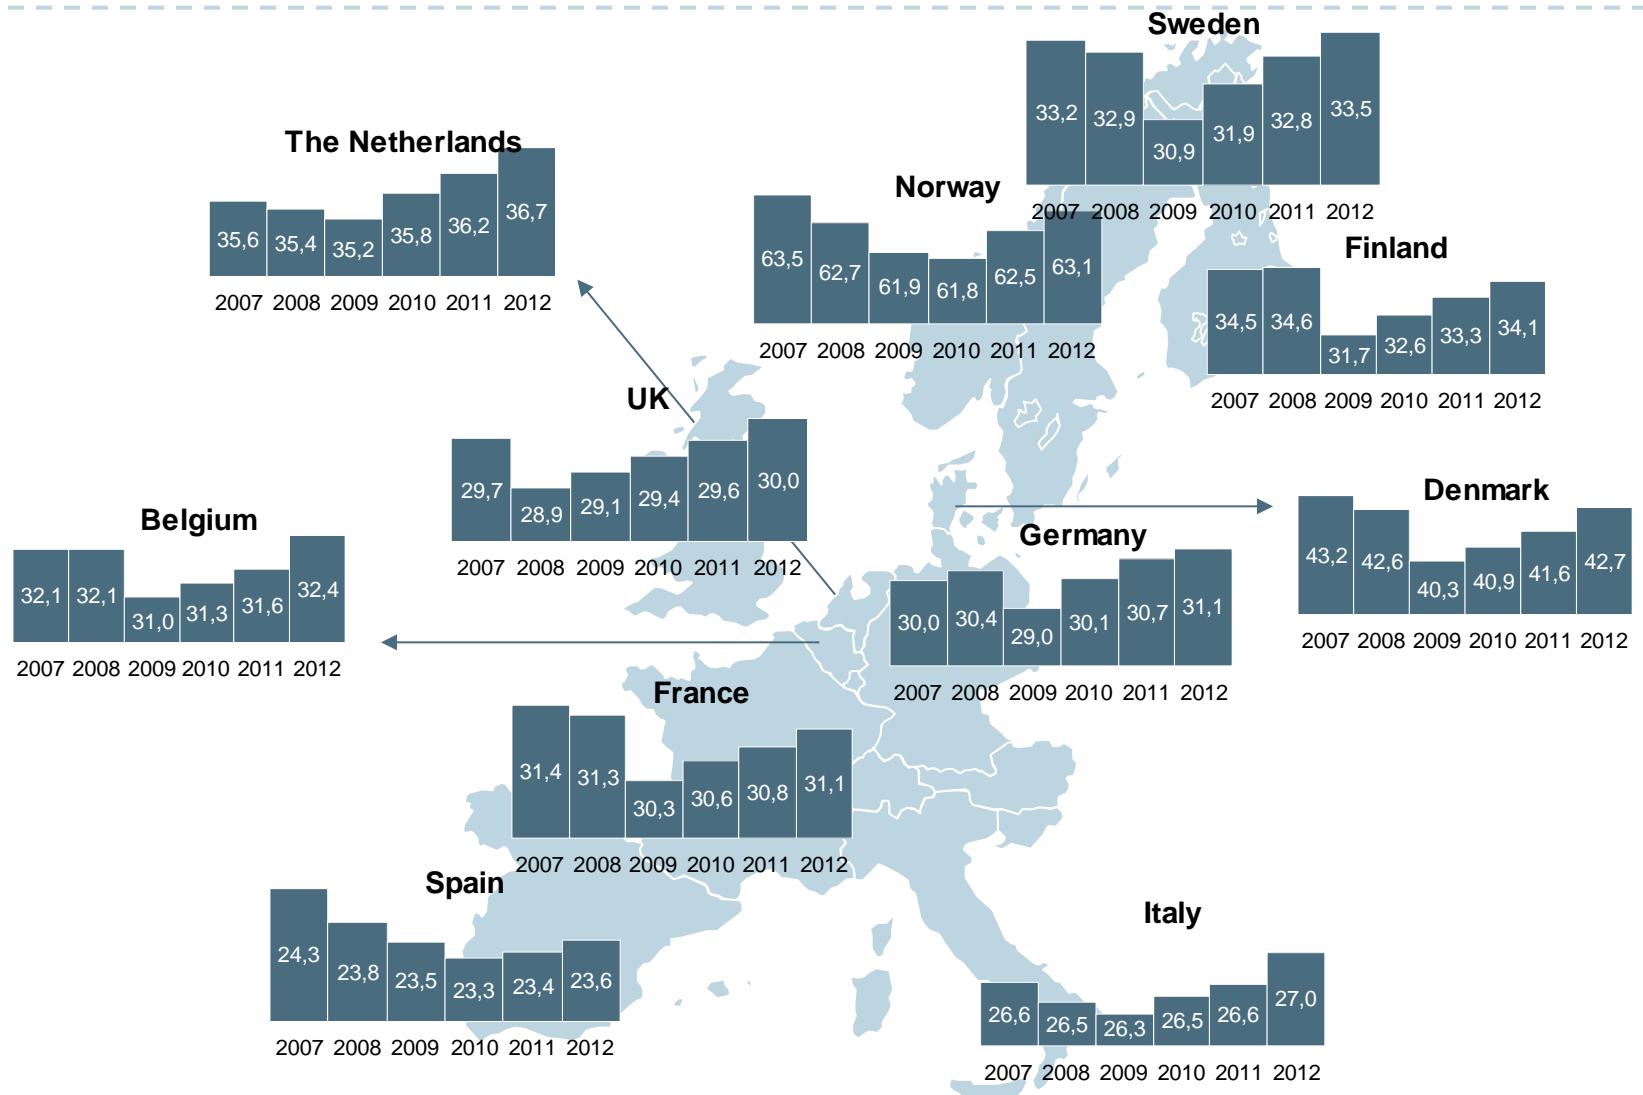 Sweden
33,2 32,9 30,9 31,9 32,8 33,5
2007 2008 2009 2010 2011 2012
The Netherlands
35,6 35,4 35,2 35,8 36,2 36,7
2007 2008 2009 2010 2011 2012
Norway
63,5 62,7 61,9 61,8 62,5 63,1
2007 2008 2009 2010 2011 2012
Finland
34,5 34,6 31,7 32,6 33,3 34,1
2007 2008 2009 2010 2011 2012
UK
29,7 28,9 29,1 29,4 29,6 30,0
2007 2008 2009 2010 2011 2012
Belgium
32,1 32,1 31,0 31,3 31,6 32,4
2007 2008 2009 2010 2011 2012
Germany
30,0 30,4 29,0 30,1 30,7 31,1
2007 2008 2009 2010 2011 2012
Denmark
43,2 42,6 40,3 40,9 41,6 42,7
2007 2008 2009 2010 2011 2012
France
31,4 31,3 30,3 30,6 30,8 31,1
2007 2008 2009 2010 2011 2012
Spain
24,3 23,8 23,5 23,3 23,4 23,6
2007 2008 2009 2010 2011 2012
Italy
26,6 26,5 26,3 26,5 26,6 27,0
2007 2008 2009 2010 2011 2012